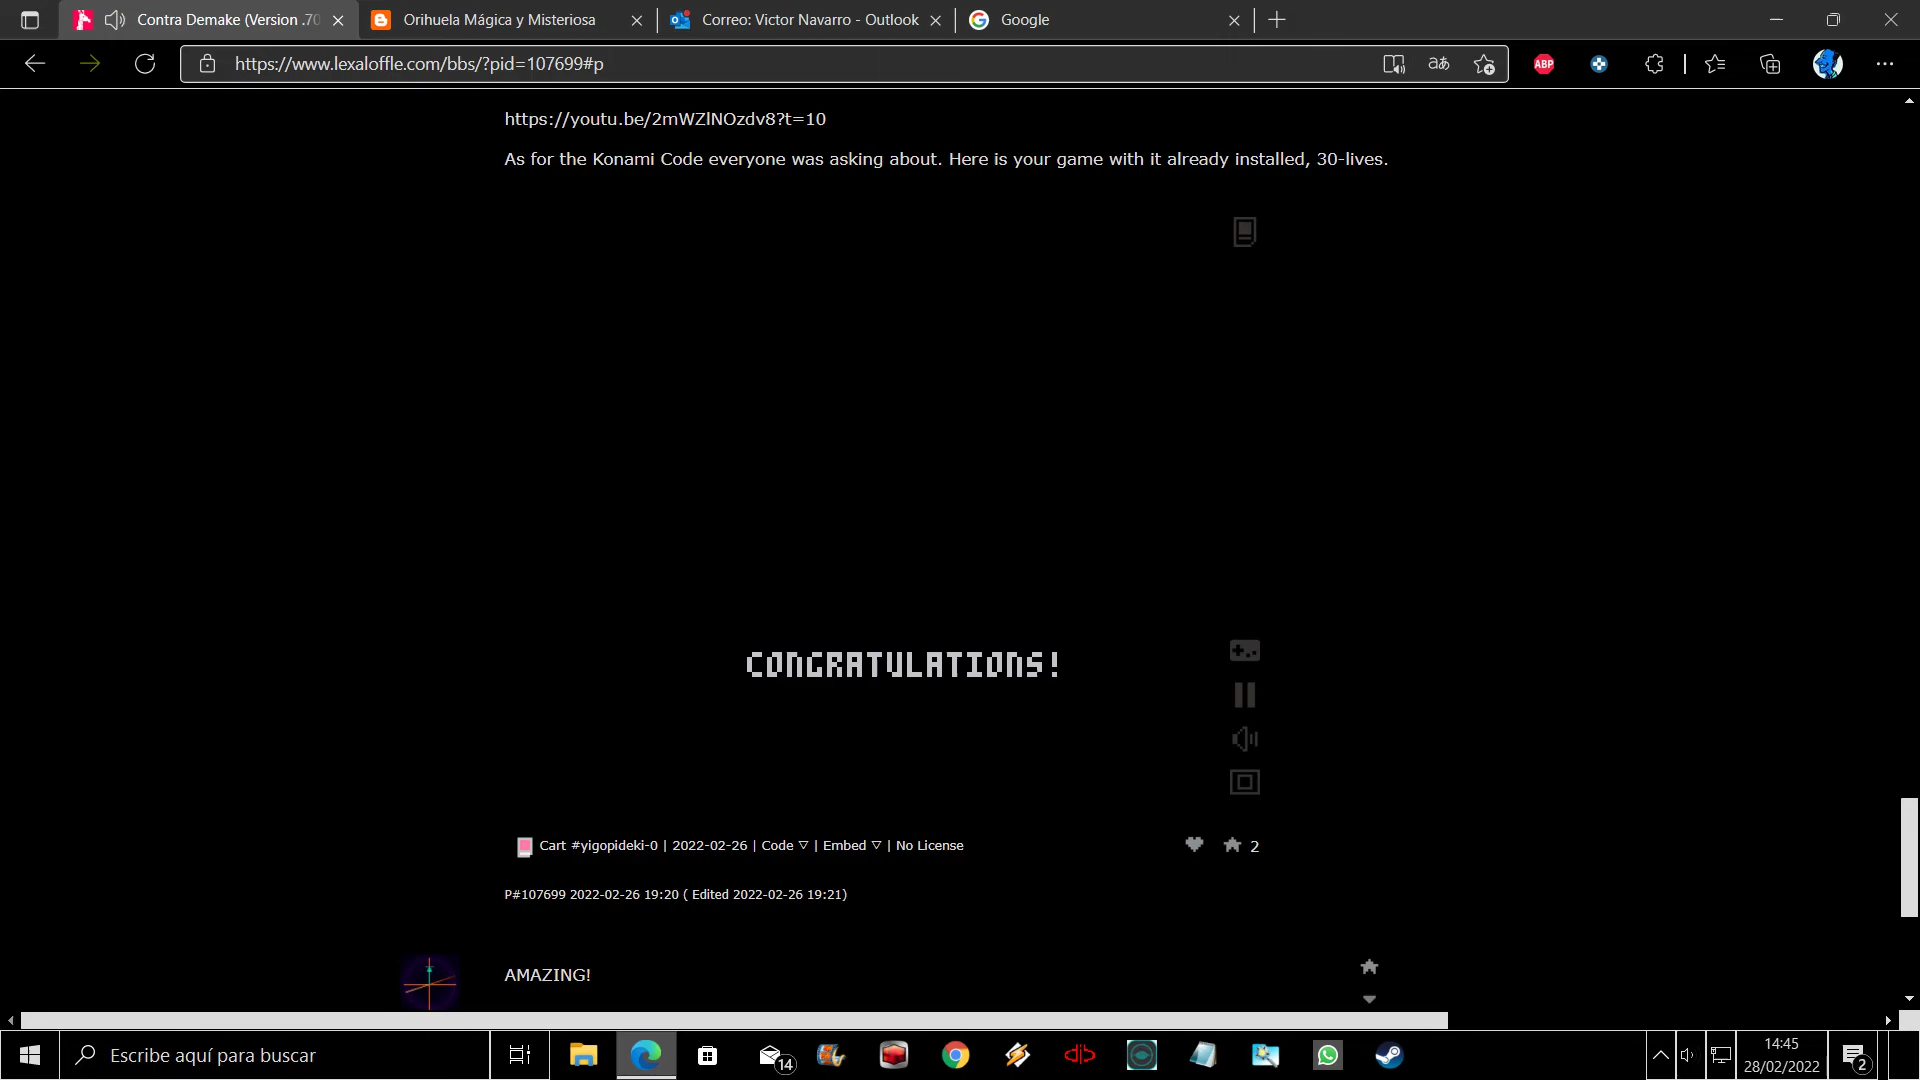 Contra Demake (Version .70
Orihuela Mágica y Misteriosa
Correo: Victor Navarro - Outlook
Google
https://www.lexaloffle.com/bbs/?pid=107699#p
aあ
ABP
https://youtu.be/2mWZlNOzdv8?t=10
As for the Konami Code everyone was asking about. Here is your game with it already installed, 30-lives.
CONGRATULATIONS!
Cart #yigopideki-0 | 2022-02-26 | Code ▽ | Embed ▽ | No License
2
P#107699 2022-02-26 19:20 ( Edited 2022-02-26 19:21)
AMAZING!
Escribe aquí para buscar
14
14:45
28/02/2022
2